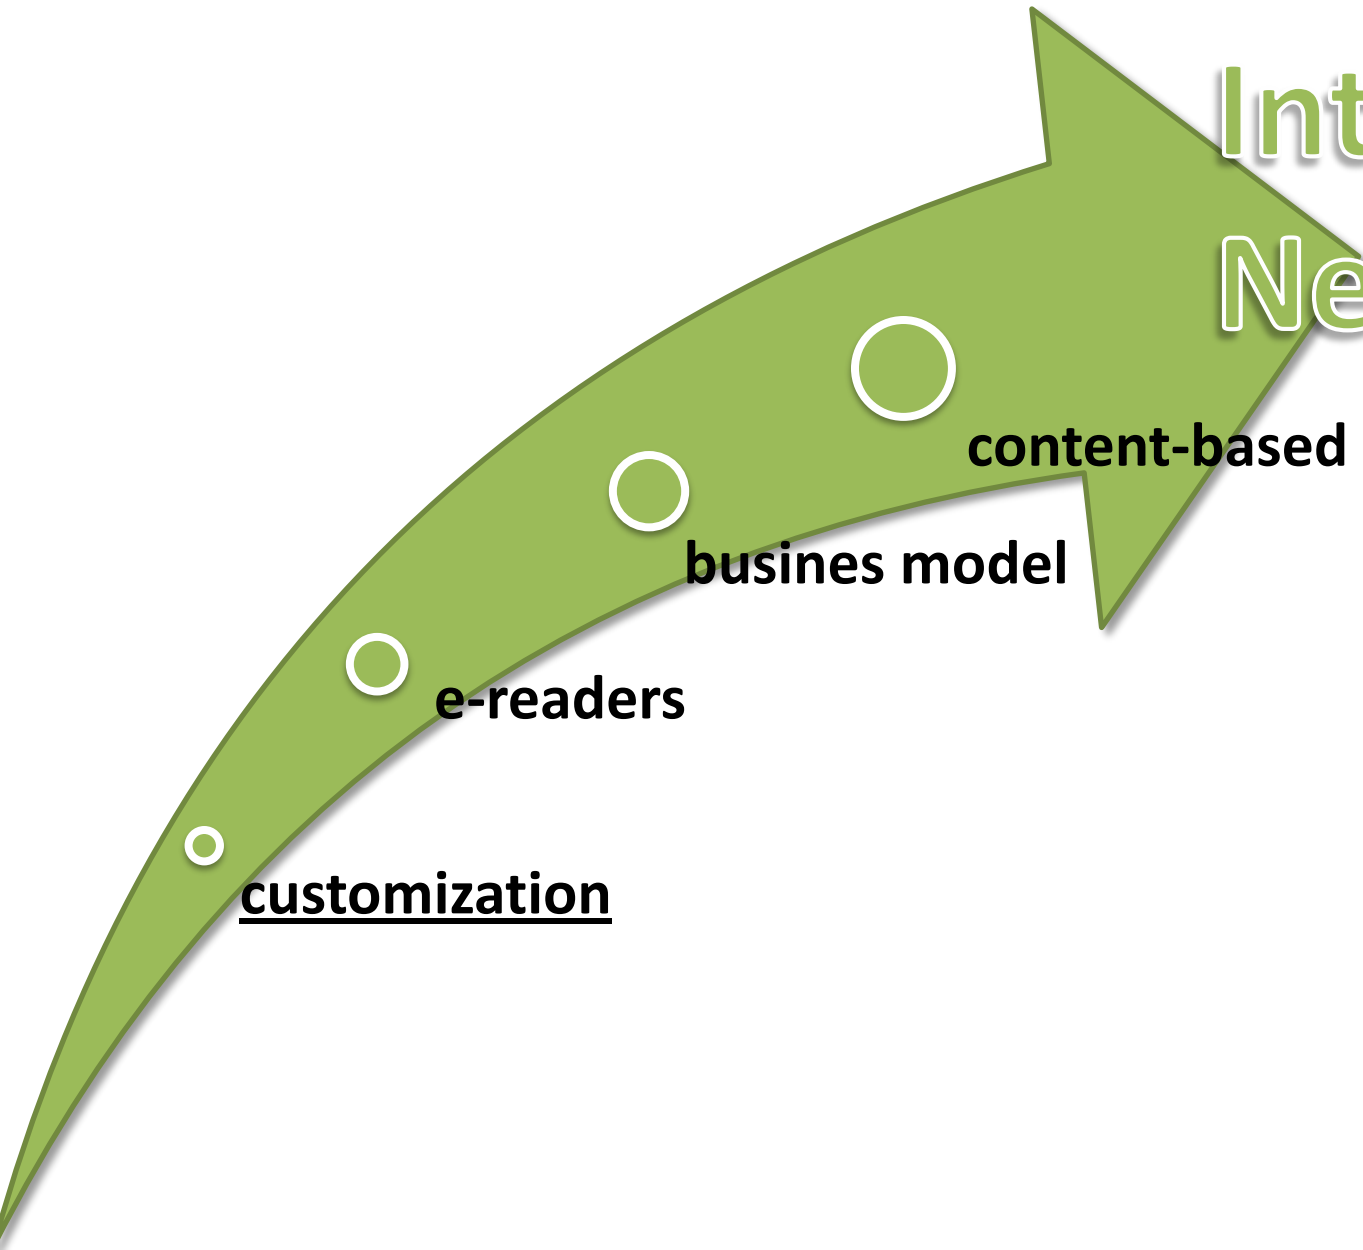 Int
Ne
content-based
busines model
e-readers
customization